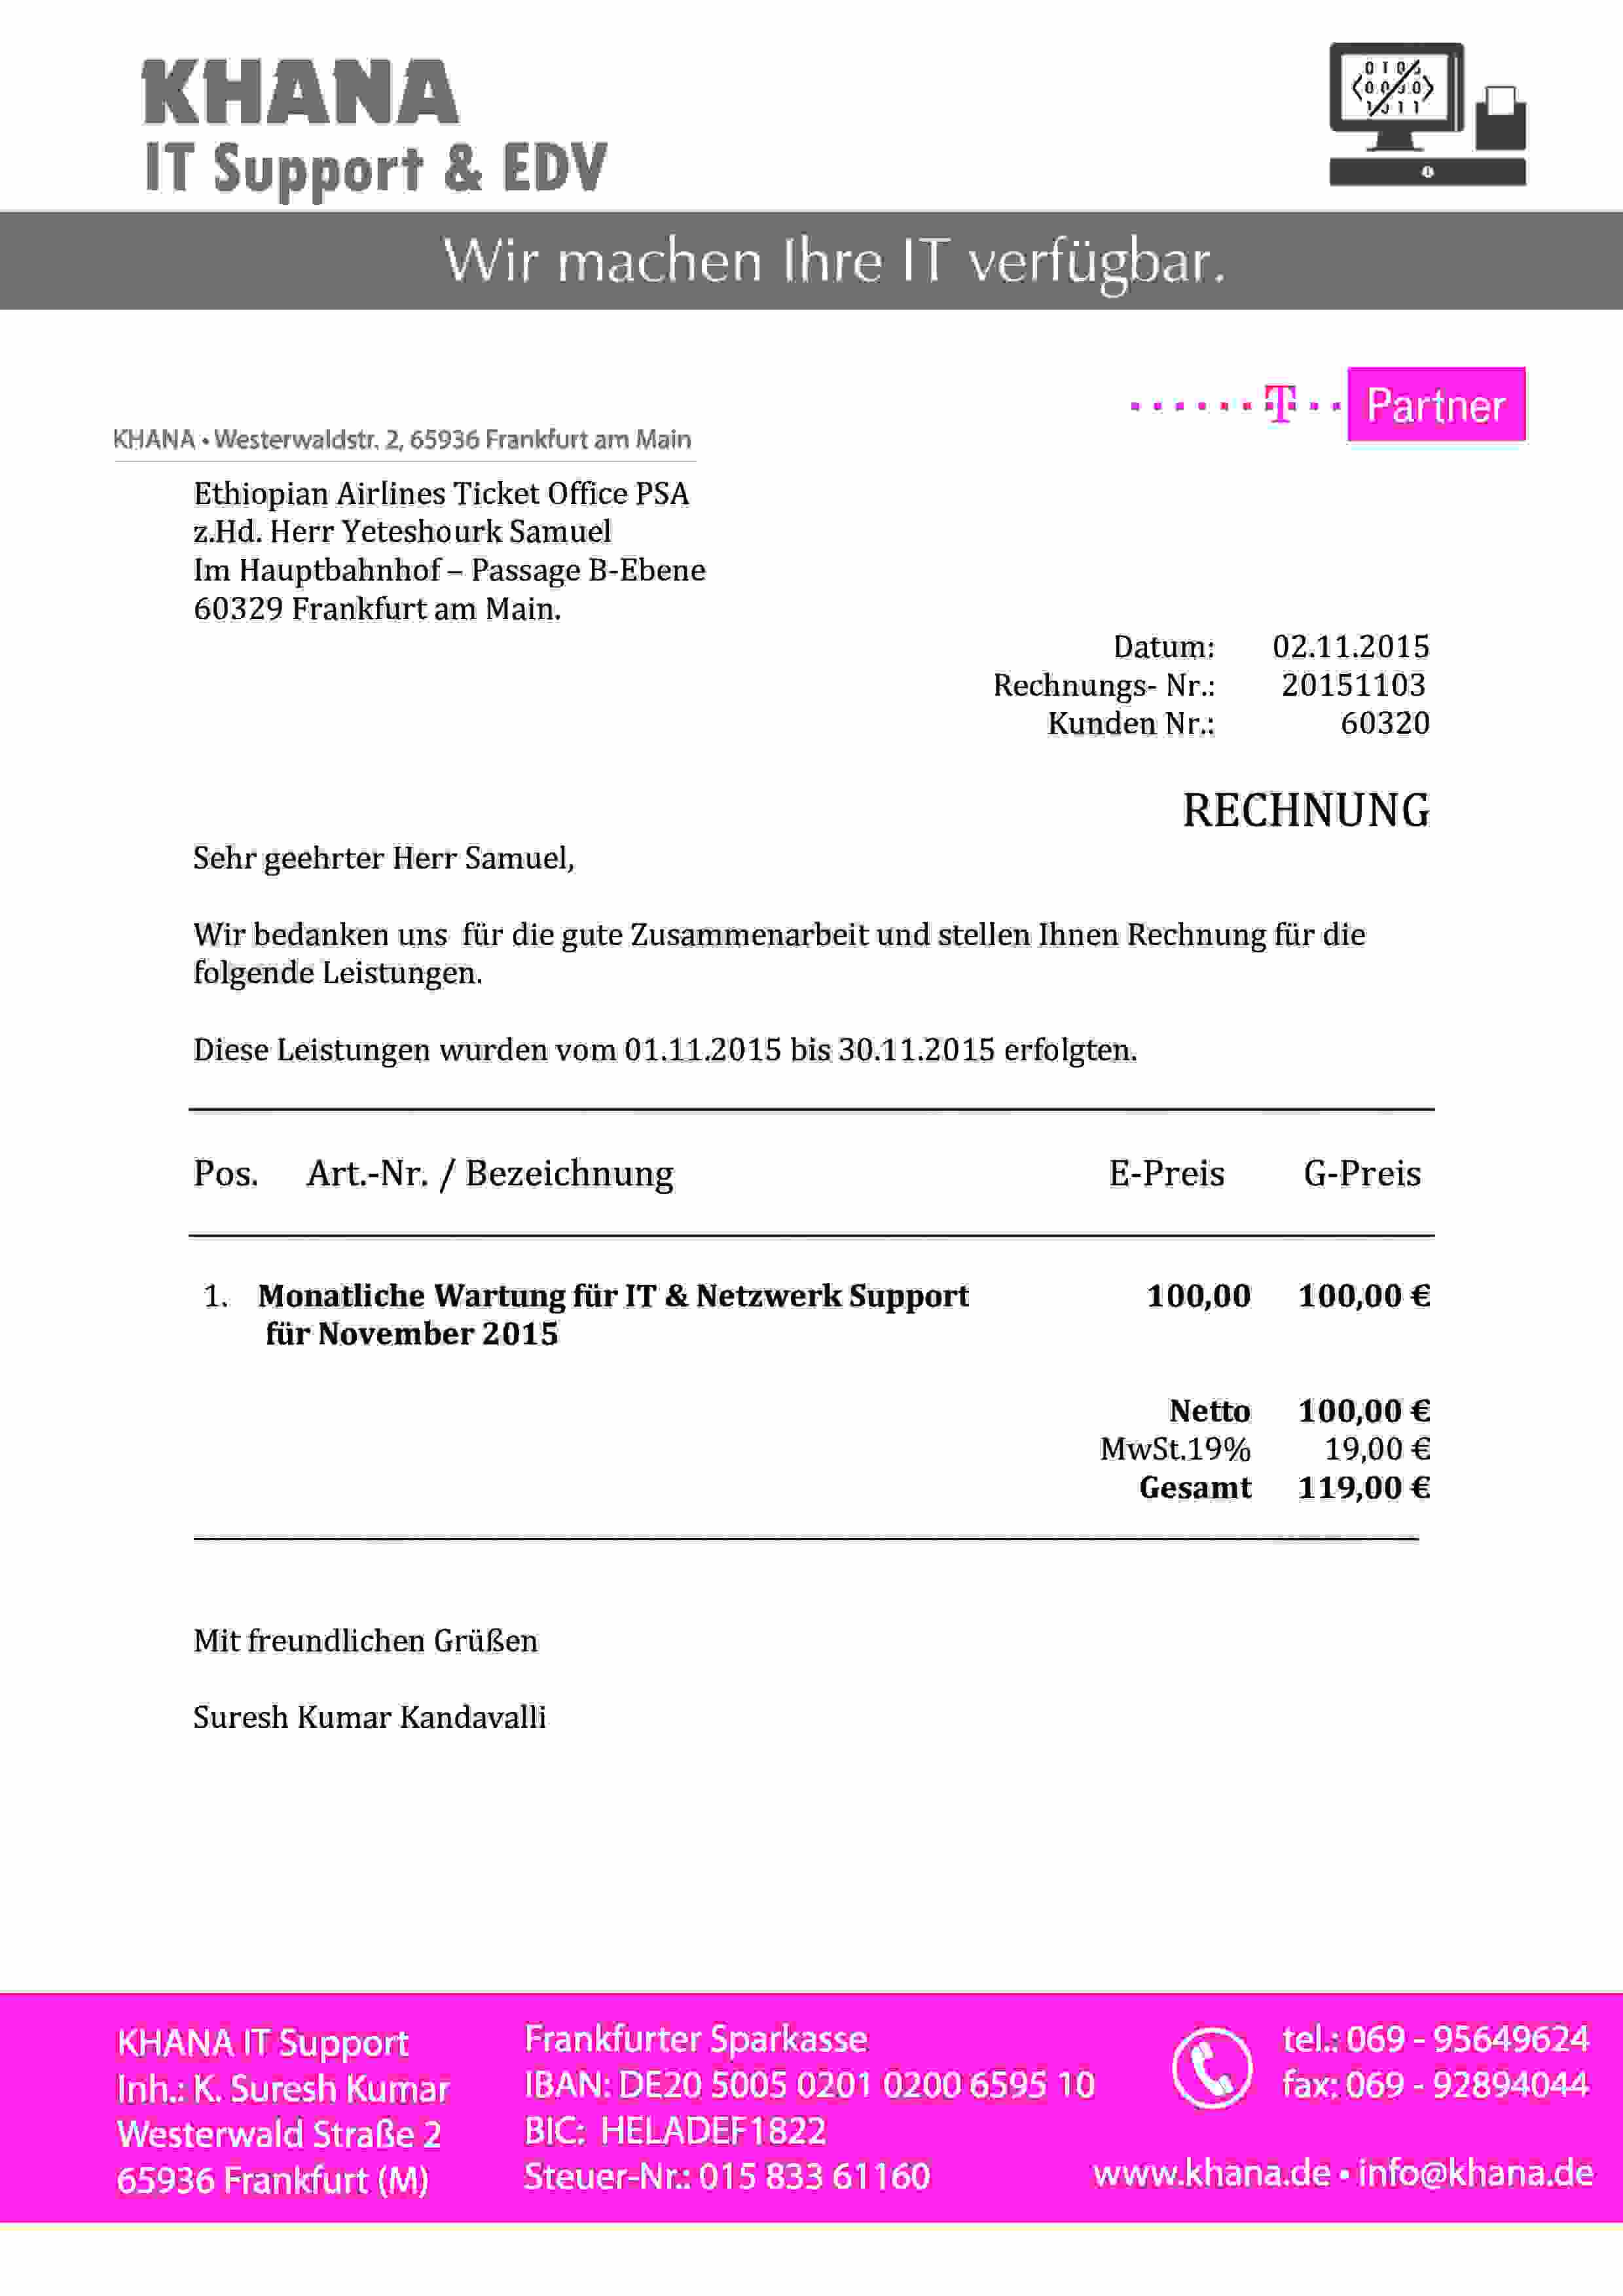 KHANA
IT Support & EDV
Wir machen Ihre IT verfügbar.
T Partner
KHANA • Westerwaldstr. 2, 65936 Frankfurt am Main
Ethiopian Airlines Ticket Office PSA
z.Hd. Herr Yeteshourk Samuel
Im Hauptbahnhof – Passage B-Ebene
60329 Frankfurt am Main.
Datum: 02.11.2015
Rechnungs- Nr.: 20151103
Kunden Nr.: 60320
RECHNUNG
Sehr geehrter Herr Samuel,
Wir bedanken uns für die gute Zusammenarbeit und stellen Ihnen Rechnung für die
folgende Leistungen.
Diese Leistungen wurden vom 01.11.2015 bis 30.11.2015 erfolgten.
Pos. Art.-Nr. / Bezeichnung E-Preis G-Preis
1. Monatliche Wartung für IT & Netzwerk Support 100,00 100,00 €
für November 2015
Netto 100,00 €
MwSt.19% 19,00 €
Gesamt 119,00 €
Mit freundlichen Grüßen
Suresh Kumar Kandavalli
KHANA IT Support
Inh.: K. Suresh Kumar
Westerwald Straße 2
65936 Frankfurt (M)
Frankfurter Sparkasse
IBAN: DE20 5005 0201 0200 6595 10
BIC: HELADEF1822
Steuer-Nr.: 015 833 61160
tel.: 069 - 95649624
fax: 069 - 92894044
www.khana.de • info@khana.de